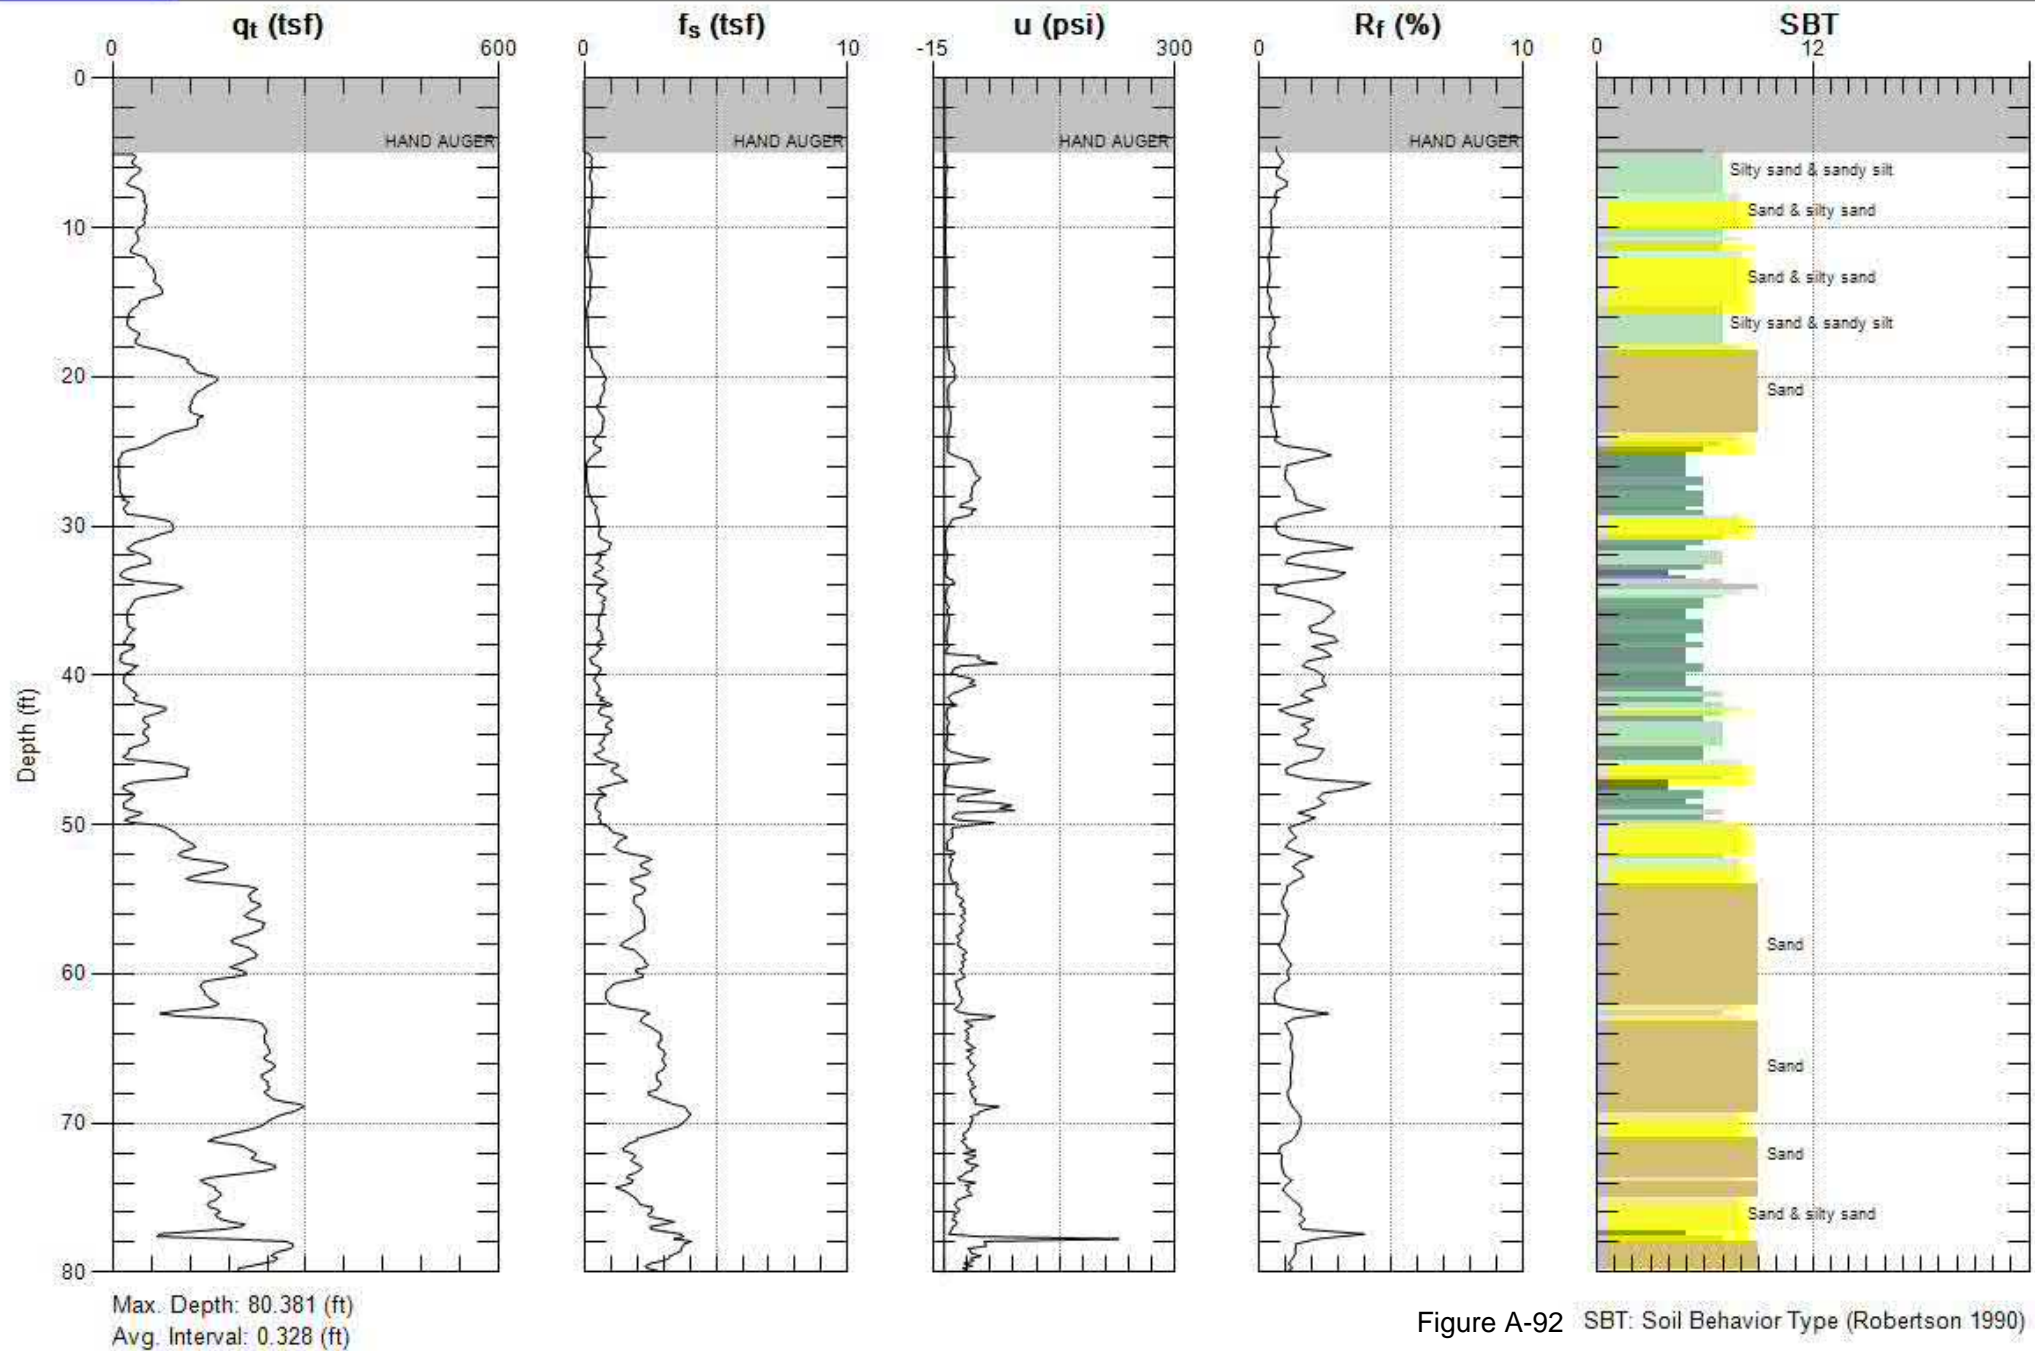 qt (tsf) fs (tsf) u (psi) Rf (%) SBT
0 600 0 10 -15 300 0 10 0 12
0
HAND AUGER HAND AUGER HAND AUGER HAND AUGER
Silty sand & sandy silt
Sand & silty sand
10
Sand & silty sand
Silty sand & sandy silt
20
Sand
30
40
Depth (ft)
50
Sand
60
Sand
70
Sand
Sand & silty sand
80
Max. Depth: 80.381 (ft)
Avg. Interval: 0.328 (ft)
Figure A-92 SBT: Soil Behavior Type (Robertson 1990)